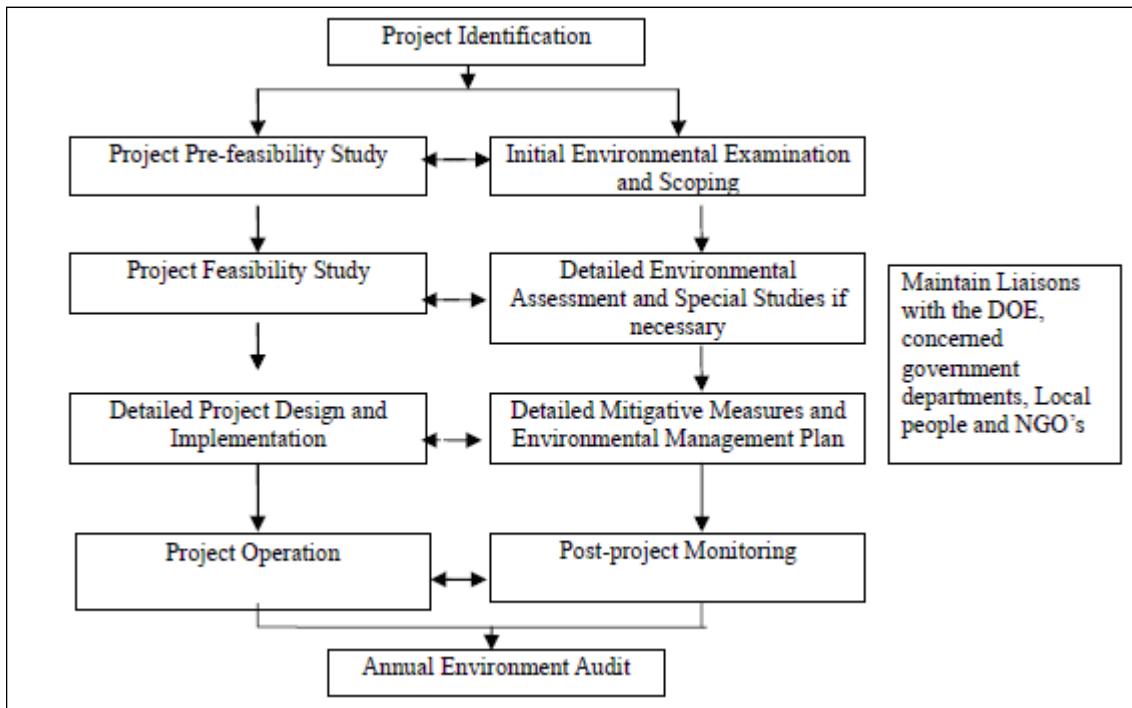 Project Identification
Project Pre-feasibility Study
Initial Environmental Examination
and Scoping
Project Feasibility Study
Detailed Environmental
Assessment and Special Studies if
necessary
Maintain Liaisons
with the DOE,
concerned
government
departments, Local
people and NGO’s
Detailed Project Design and
Implementation
Detailed Mitigative Measures and
Environmental Management Plan
Project Operation
Post-project Monitoring
Annual Environment Audit